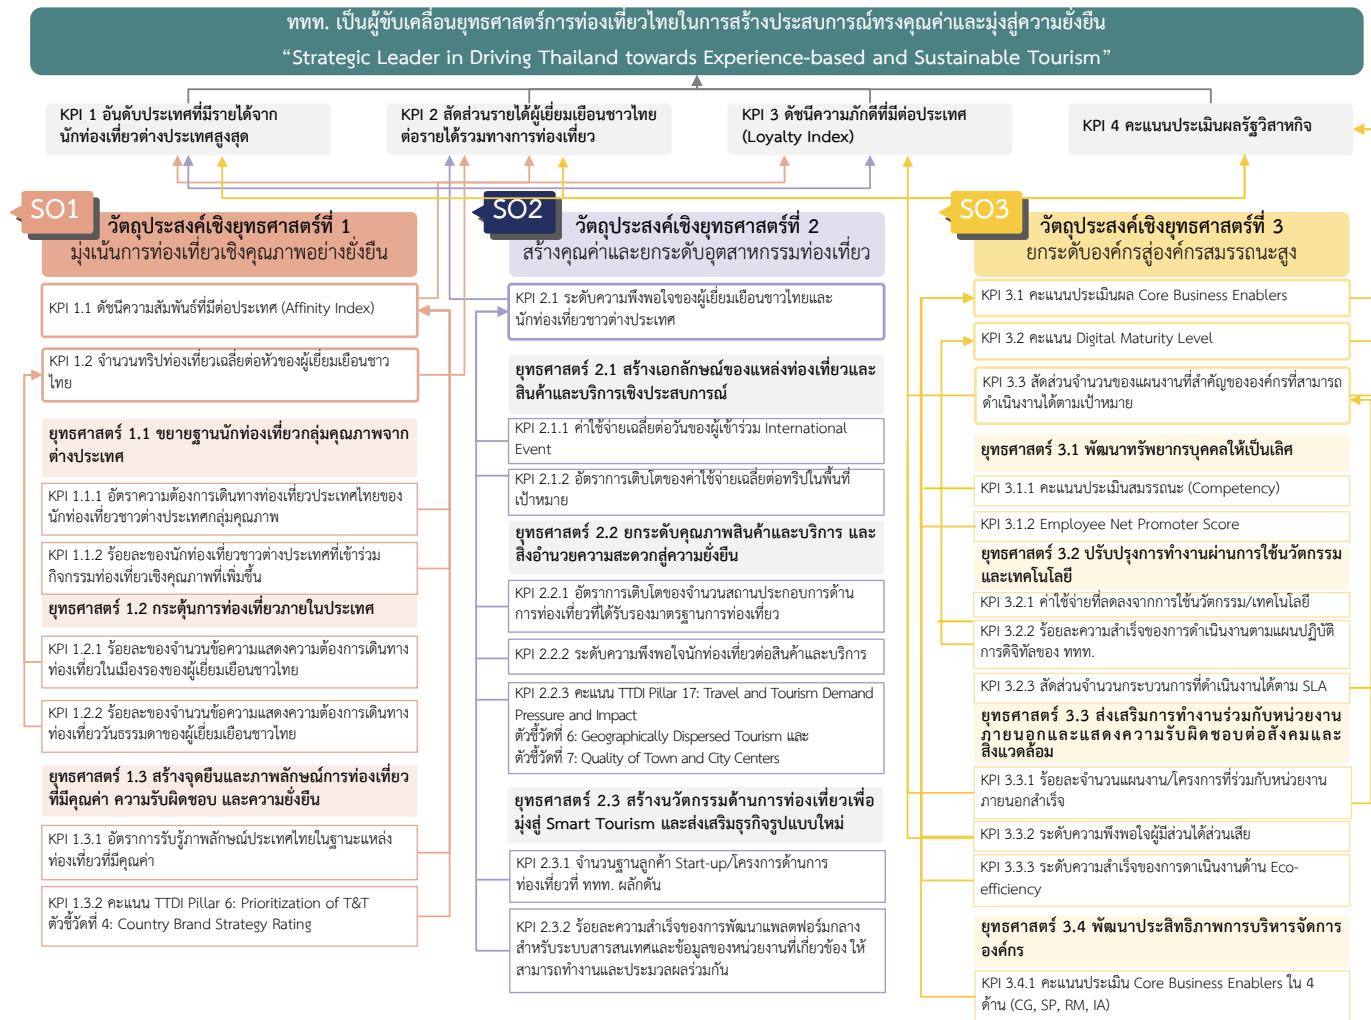 ททท. เป็นผู้ขับเคลื่อนยุทธศาสตร์การท่องเที่ยวไทยในการสร้างประสบการณ์ทรงคุณค่าและมุ่งสู่ความยั่งยืน
“Strategic Leader in Driving Thailand towards Experience-based and Sustainable Tourism”
KPI 1 อันดับประเทศที่มีรายได้จาก
นักท่องเที่ยวต่างประเทศสูงสุด
KPI 2 สัดส่วนรายได้ผู้เยี่ยมเยือนชาวไทย
ต่อรายได้รวมทางการท่องเที่ยว
KPI 3 ดัชนีความภักดีที่มีต่อประเทศ
(Loyalty Index)
KPI 4 คะแนนประเมินผลรัฐวิสาหกิจ
SO1
วัตถุประสงค์เชิงยุทธศาสตร์ที่ 1
มุ่งเน้นการท่องเที่ยวเชิงคุณภาพอย่างยั่งยืน
KPI 1.1 ดัชนีความสัมพันธ์ที่มีต่อประเทศ (Affinity Index)
KPI 1.2 จำนวนทริปท่องเที่ยวเฉลี่ยต่อหัวของผู้เยี่ยมเยือนชาว
ไทย
ยุทธศาสตร์ 1.1 ขยายฐานนักท่องเที่ยวกลุ่มคุณภาพจาก
ต่างประเทศ
KPI 1.1.1 อัตราความต้องการเดินทางท่องเที่ยวประเทศไทยของ
นักท่องเที่ยวชาวต่างประเทศกลุ่มคุณภาพ
KPI 1.1.2 ร้อยละของนักท่องเที่ยวชาวต่างประเทศที่เข้าร่วม
กิจกรรมท่องเที่ยวเชิงคุณภาพที่เพิ่มขึ้น
ยุทธศาสตร์ 1.2 กระตุ้นการท่องเที่ยวภายในประเทศ
KPI 1.2.1 ร้อยละของจำนวนข้อความแสดงความต้องการเดินทาง
ท่องเที่ยวในเมืองรองของผู้เยี่ยมเยือนชาวไทย
KPI 1.2.2 ร้อยละของจำนวนข้อความแสดงความต้องการเดินทาง
ท่องเที่ยววันธรรมดาของผู้เยี่ยมเยือนชาวไทย
ยุทธศาสตร์ 1.3 สร้างจุดยืนและภาพลักษณ์การท่องเที่ยว
ที่มีคุณค่า ความรับผิดชอบ และความยั่งยืน
KPI 1.3.1 อัตราการรับรู้ภาพลักษณ์ประเทศไทยในฐานะแหล่ง
ท่องเที่ยวที่มีคุณค่า
KPI 1.3.2 คะแนน TTDI Pillar 6: Prioritization of T&T
ตัวชี้วัดที่ 4: Country Brand Strategy Rating
SO2
วัตถุประสงค์เชิงยุทธศาสตร์ที่ 2
สร้างคุณค่าและยกระดับอุตสาหกรรมท่องเที่ยว
KPI 2.1 ระดับความพึงพอใจของผู้เยี่ยมเยือนชาวไทยและ
นักท่องเที่ยวชาวต่างประเทศ
ยุทธศาสตร์ 2.1 สร้างเอกลักษณ์ของแหล่งท่องเที่ยวและ
สินค้าและบริการเชิงประสบการณ์
KPI 2.1.1 ค่าใช้จ่ายเฉลี่ยต่อวันของผู้เข้าร่วม International
Event
KPI 2.1.2 อัตราการเติบโตของค่าใช้จ่ายเฉลี่ยต่อทริปในพื้นที่
เป้าหมาย
ยุทธศาสตร์ 2.2 ยกระดับคุณภาพสินค้าและบริการ และ
สิ่งอำนวยความสะดวกสู่ความยั่งยืน
KPI 2.2.1 อัตราการเติบโตของจำนวนสถานประกอบการด้าน
การท่องเที่ยวที่ได้รับรองมาตรฐานการท่องเที่ยว
KPI 2.2.2 ระดับความพึงพอใจนักท่องเที่ยวต่อสินค้าและบริการ
KPI 2.2.3 คะแนน TTDI Pillar 17: Travel and Tourism Demand
Pressure and Impact
ตัวชี้วัดที่ 6: Geographically Dispersed Tourism และ
ตัวชี้วัดที่ 7: Quality of Town and City Centers
ยุทธศาสตร์ 2.3 สร้างนวัตกรรมด้านการท่องเที่ยวเพื่อ
มุ่งสู่ Smart Tourism และส่งเสริมธุรกิจรูปแบบใหม่
KPI 2.3.1 จำนวนฐานลูกค้า Start-up/โครงการด้านการ
ท่องเที่ยวที่ ททท. ผลักดัน
KPI 2.3.2 ร้อยละความสำเร็จของการพัฒนาแพลตฟอร์มกลาง
สำหรับระบบสารสนเทศและข้อมูลของหน่วยงานที่เกี่ยวข้อง ให้
สามารถทำงานและประมวลผลร่วมกัน
SO3
วัตถุประสงค์เชิงยุทธศาสตร์ที่ 3
ยกระดับองค์กรสู่องค์กรสมรรถนะสูง
KPI 3.1 คะแนนประเมินผล Core Business Enablers
KPI 3.2 คะแนน Digital Maturity Level
KPI 3.3 สัดส่วนจำนวนของแผนงานที่สำคัญขององค์กรที่สามารถ
ดำเนินงานได้ตามเป้าหมาย
ยุทธศาสตร์ 3.1 พัฒนาทรัพยากรบุคคลให้เป็นเลิศ
KPI 3.1.1 คะแนนประเมินสมรรถนะ (Competency)
KPI 3.1.2 Employee Net Promoter Score
ยุทธศาสตร์ 3.2 ปรับปรุงการทำงานผ่านการใช้นวัตกรรม
และเทคโนโลยี
KPI 3.2.1 ค่าใช้จ่ายที่ลดลงจากการใช้นวัตกรรม/เทคโนโลยี
KPI 3.2.2 ร้อยละความสำเร็จของการดำเนินงานตามแผนปฏิบัติ
การดิจิทัลของ ททท.
KPI 3.2.3 สัดส่วนจำนวนกระบวนการที่ดำเนินงานได้ตาม SLA
ยุทธศาสตร์ 3.3 ส่งเสริมการทำงานร่วมกับหน่วยงาน
ภายนอกและแสดงความรับผิดชอบต่อสังคมและ
สิ่งแวดล้อม
KPI 3.3.1 ร้อยละจำนวนแผนงาน/โครงการที่ร่วมกับหน่วยงาน
ภายนอกสำเร็จ
KPI 3.3.2 ระดับความพึงพอใจผู้มีส่วนได้ส่วนเสีย
KPI 3.3.3 ระดับความสำเร็จของการดาเนินงานด้าน Eco-
efficiency
ยุทธศาสตร์ 3.4 พัฒนาประสิทธิภาพการบริหารจัดการ
องค์กร
KPI 3.4.1 คะแนนประเมิน Core Business Enablers ใน 4
ด้าน (CG, SP, RM, IA)